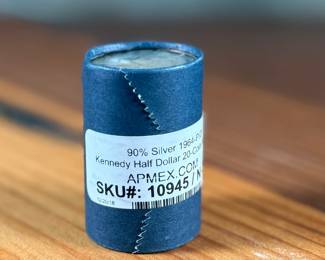 90% Silver 1964-P/D
Kennedy Half Dollar 20-Coin
APMEX.COM
SKU#: 10945 / N